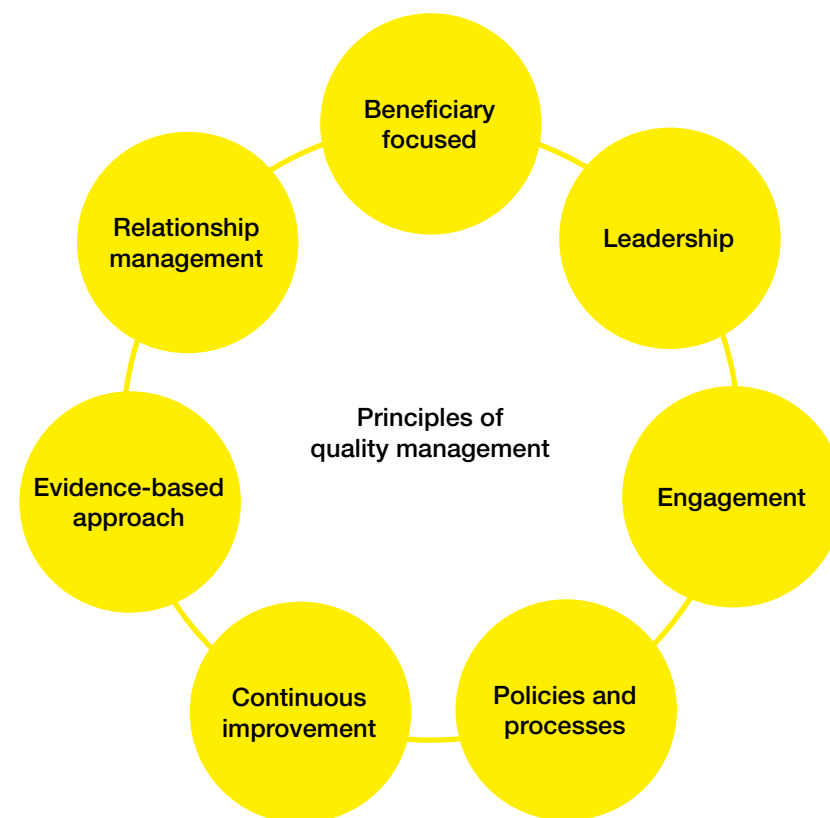 Beneficiary
focused
Leadership
Engagement
Policies and
processes
Continuous
improvement
Evidence-based
approach
Relationship
management
Principles of
quality management